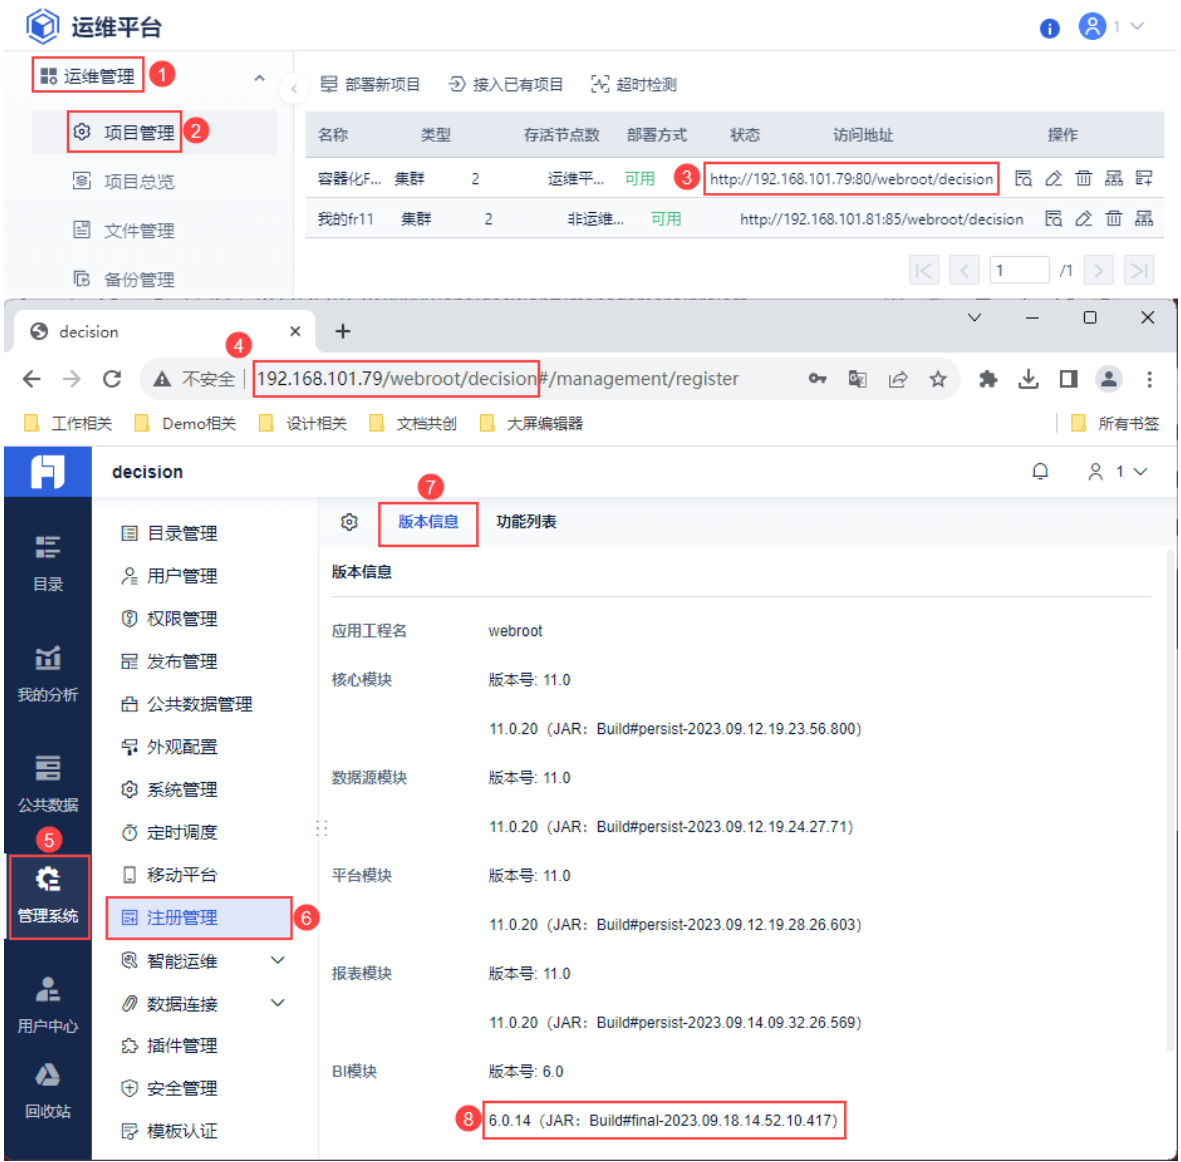 运维平台
1
运维管理 1
部署新项目 接入已有项目 超时检测
项目管理 2
名称 类型 存活节点数 部署方式 状态 访问地址 操作
容器化F... 集群 2 运维平... 可用 3 http://192.168.101.79:80/webroot/decision
项目总览
我的fr11 集群 2 非运维... 可用 http://192.168.101.81:85/webroot/decision
文件管理
1 /1
备份管理
decision
4
不安全 192.168.101.79/webroot/decision#/management/register
工作相关 Demo相关 设计相关 文档共创 大屏编辑器 所有书签
decision 1
7
版本信息 功能列表
目录
我的分析
公共数据
5
管理系统
用户中心
回收站
目录管理
用户管理
权限管理
发布管理
公共数据管理
外观配置
系统管理
定时调度
移动平台
注册管理 6
智能运维
数据连接
插件管理
安全管理
模板认证
版本信息
应用工程名 webroot
核心模块 版本号: 11.0
11.0.20（JAR：Build#persist-2023.09.12.19.23.56.800）
数据源模块 版本号: 11.0
11.0.20（JAR：Build#persist-2023.09.12.19.24.27.71）
平台模块 版本号: 11.0
11.0.20（JAR：Build#persist-2023.09.12.19.28.26.603）
报表模块 版本号: 11.0
11.0.20（JAR：Build#persist-2023.09.14.09.32.26.569）
BI模块 版本号: 6.0
8 6.0.14（JAR：Build#final-2023.09.18.14.52.10.417）